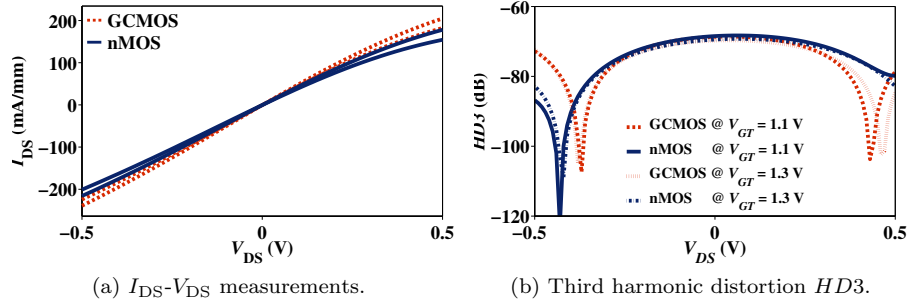 GCMOS
nMOS
200
100
0
−100
−200
−0.5
0
0.5
I_DS (mA/mm)
V_DS (V)
(a) I_DS-V_DS measurements.
−60
−80
−100
−120
−0.5
0
0.5
HD3 (dB)
V_DS (V)
GCMOS @ V_GT = 1.1 V
nMOS @ V_GT = 1.1 V
GCMOS @ V_GT = 1.3 V
nMOS @ V_GT = 1.3 V
(b) Third harmonic distortion HD3.